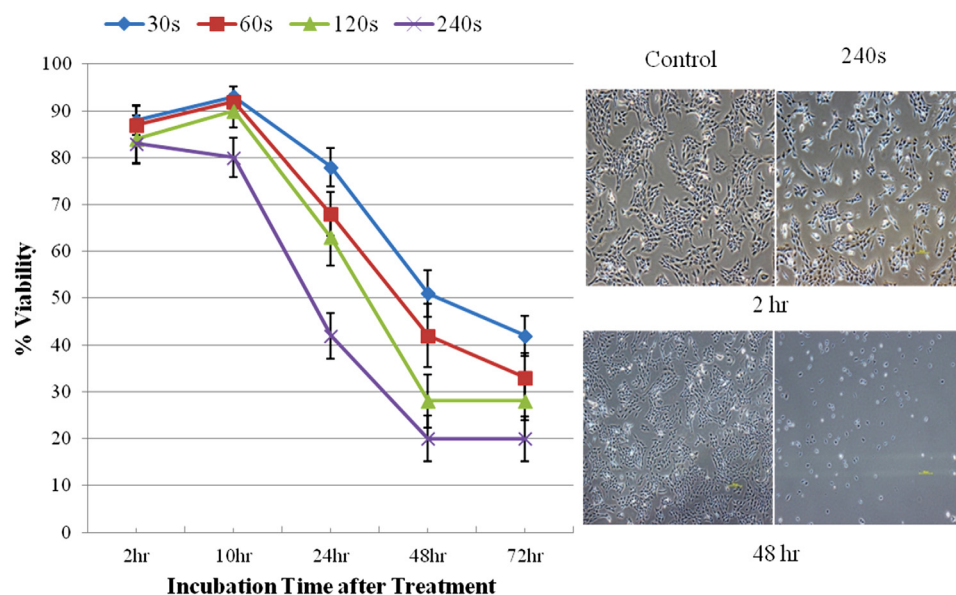 30s 60s 120s 240s
100
90
80
70
60
50
40
30
20
10
0
% Viability
2hr 10hr 24hr 48hr 72hr
Incubation Time after Treatment
Control 240s
2 hr
48 hr